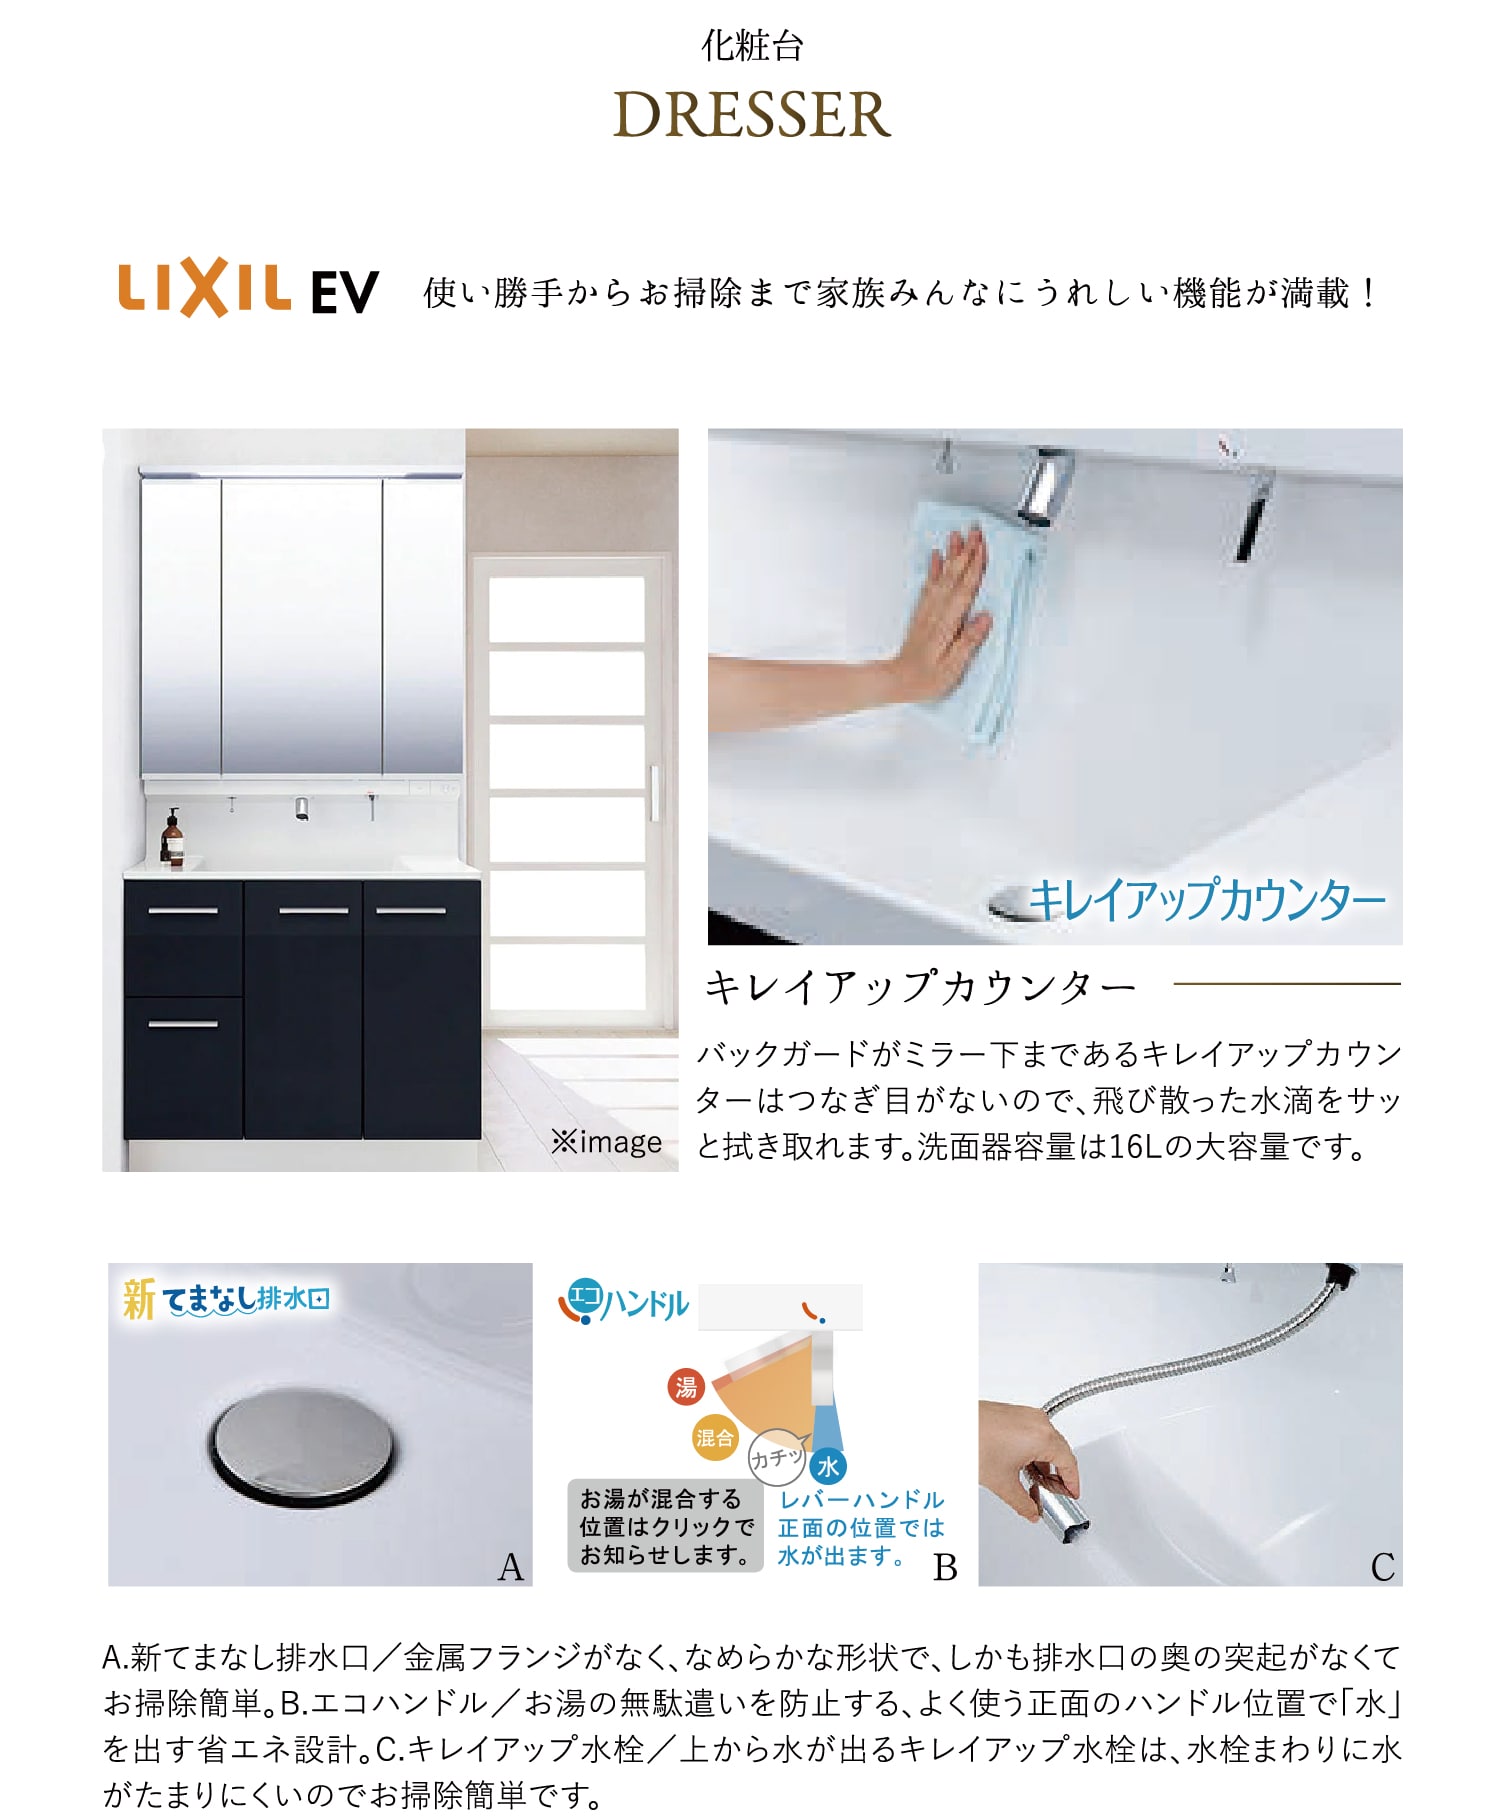 化粧台
DRESSER
LIXIL EV 使い勝手からお掃除まで家族みんなにうれしい機能が満載！
キレイアップカウンター
キレイアップカウンター
バックガードがミラー下まであるキレイアップカウン
ターはつなぎ目がないので、飛び散った水滴をサッ
と拭き取れます。洗面器容量は16Lの大容量です。
※image
新てまなし排水口
A
エコハンドル
湯
混合
カチッ
水
お湯が混合する
位置はクリックで
お知らせします。
レバーハンドル
正面の位置では
水が出ます。
B
C
A.新てまなし排水口／金属フランジがなく、なめらかな形状で、しかも排水口の奥の突起がなくて
お掃除簡単。B.エコハンドル／お湯の無駄遣いを防止する、よく使う正面のハンドル位置で「水」
を出す省エネ設計。C.キレイアップ水栓／上から水が出るキレイアップ水栓は、水栓まわりに水
がたまりにくいのでお掃除簡単です。